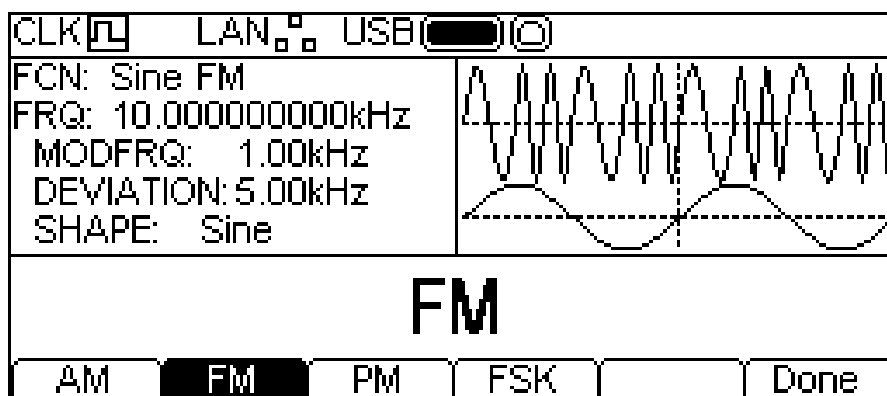 CLK LAN USB
FCN: Sine FM
FRQ: 10.000000000kHz
MODFRQ: 1.00kHz
DEVIATION: 5.00kHz
SHAPE: Sine
FM
AM FM PM FSK Done